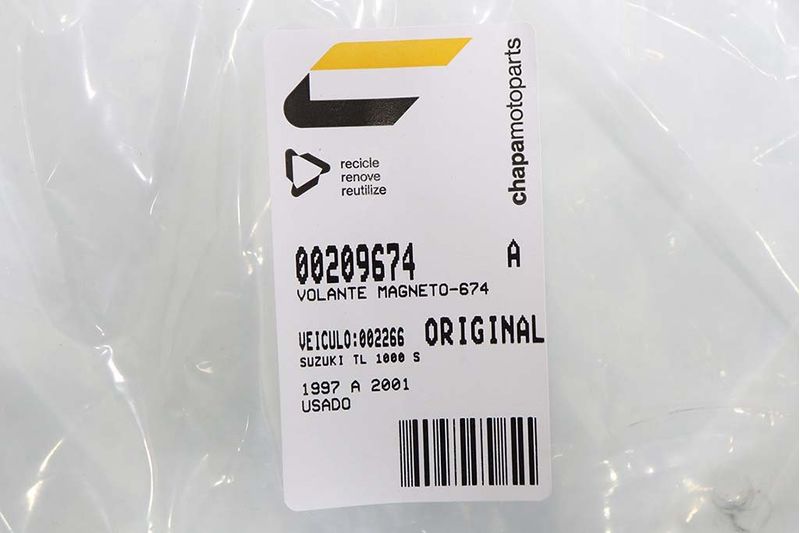 chapamotoparts
recicle
renove
reutilize
00209674 A
VOLANTE MAGNETO-674
VEICULO:002266 ORIGINAL
SUZUKI TL 1000 S
1997 A 2001
USADO